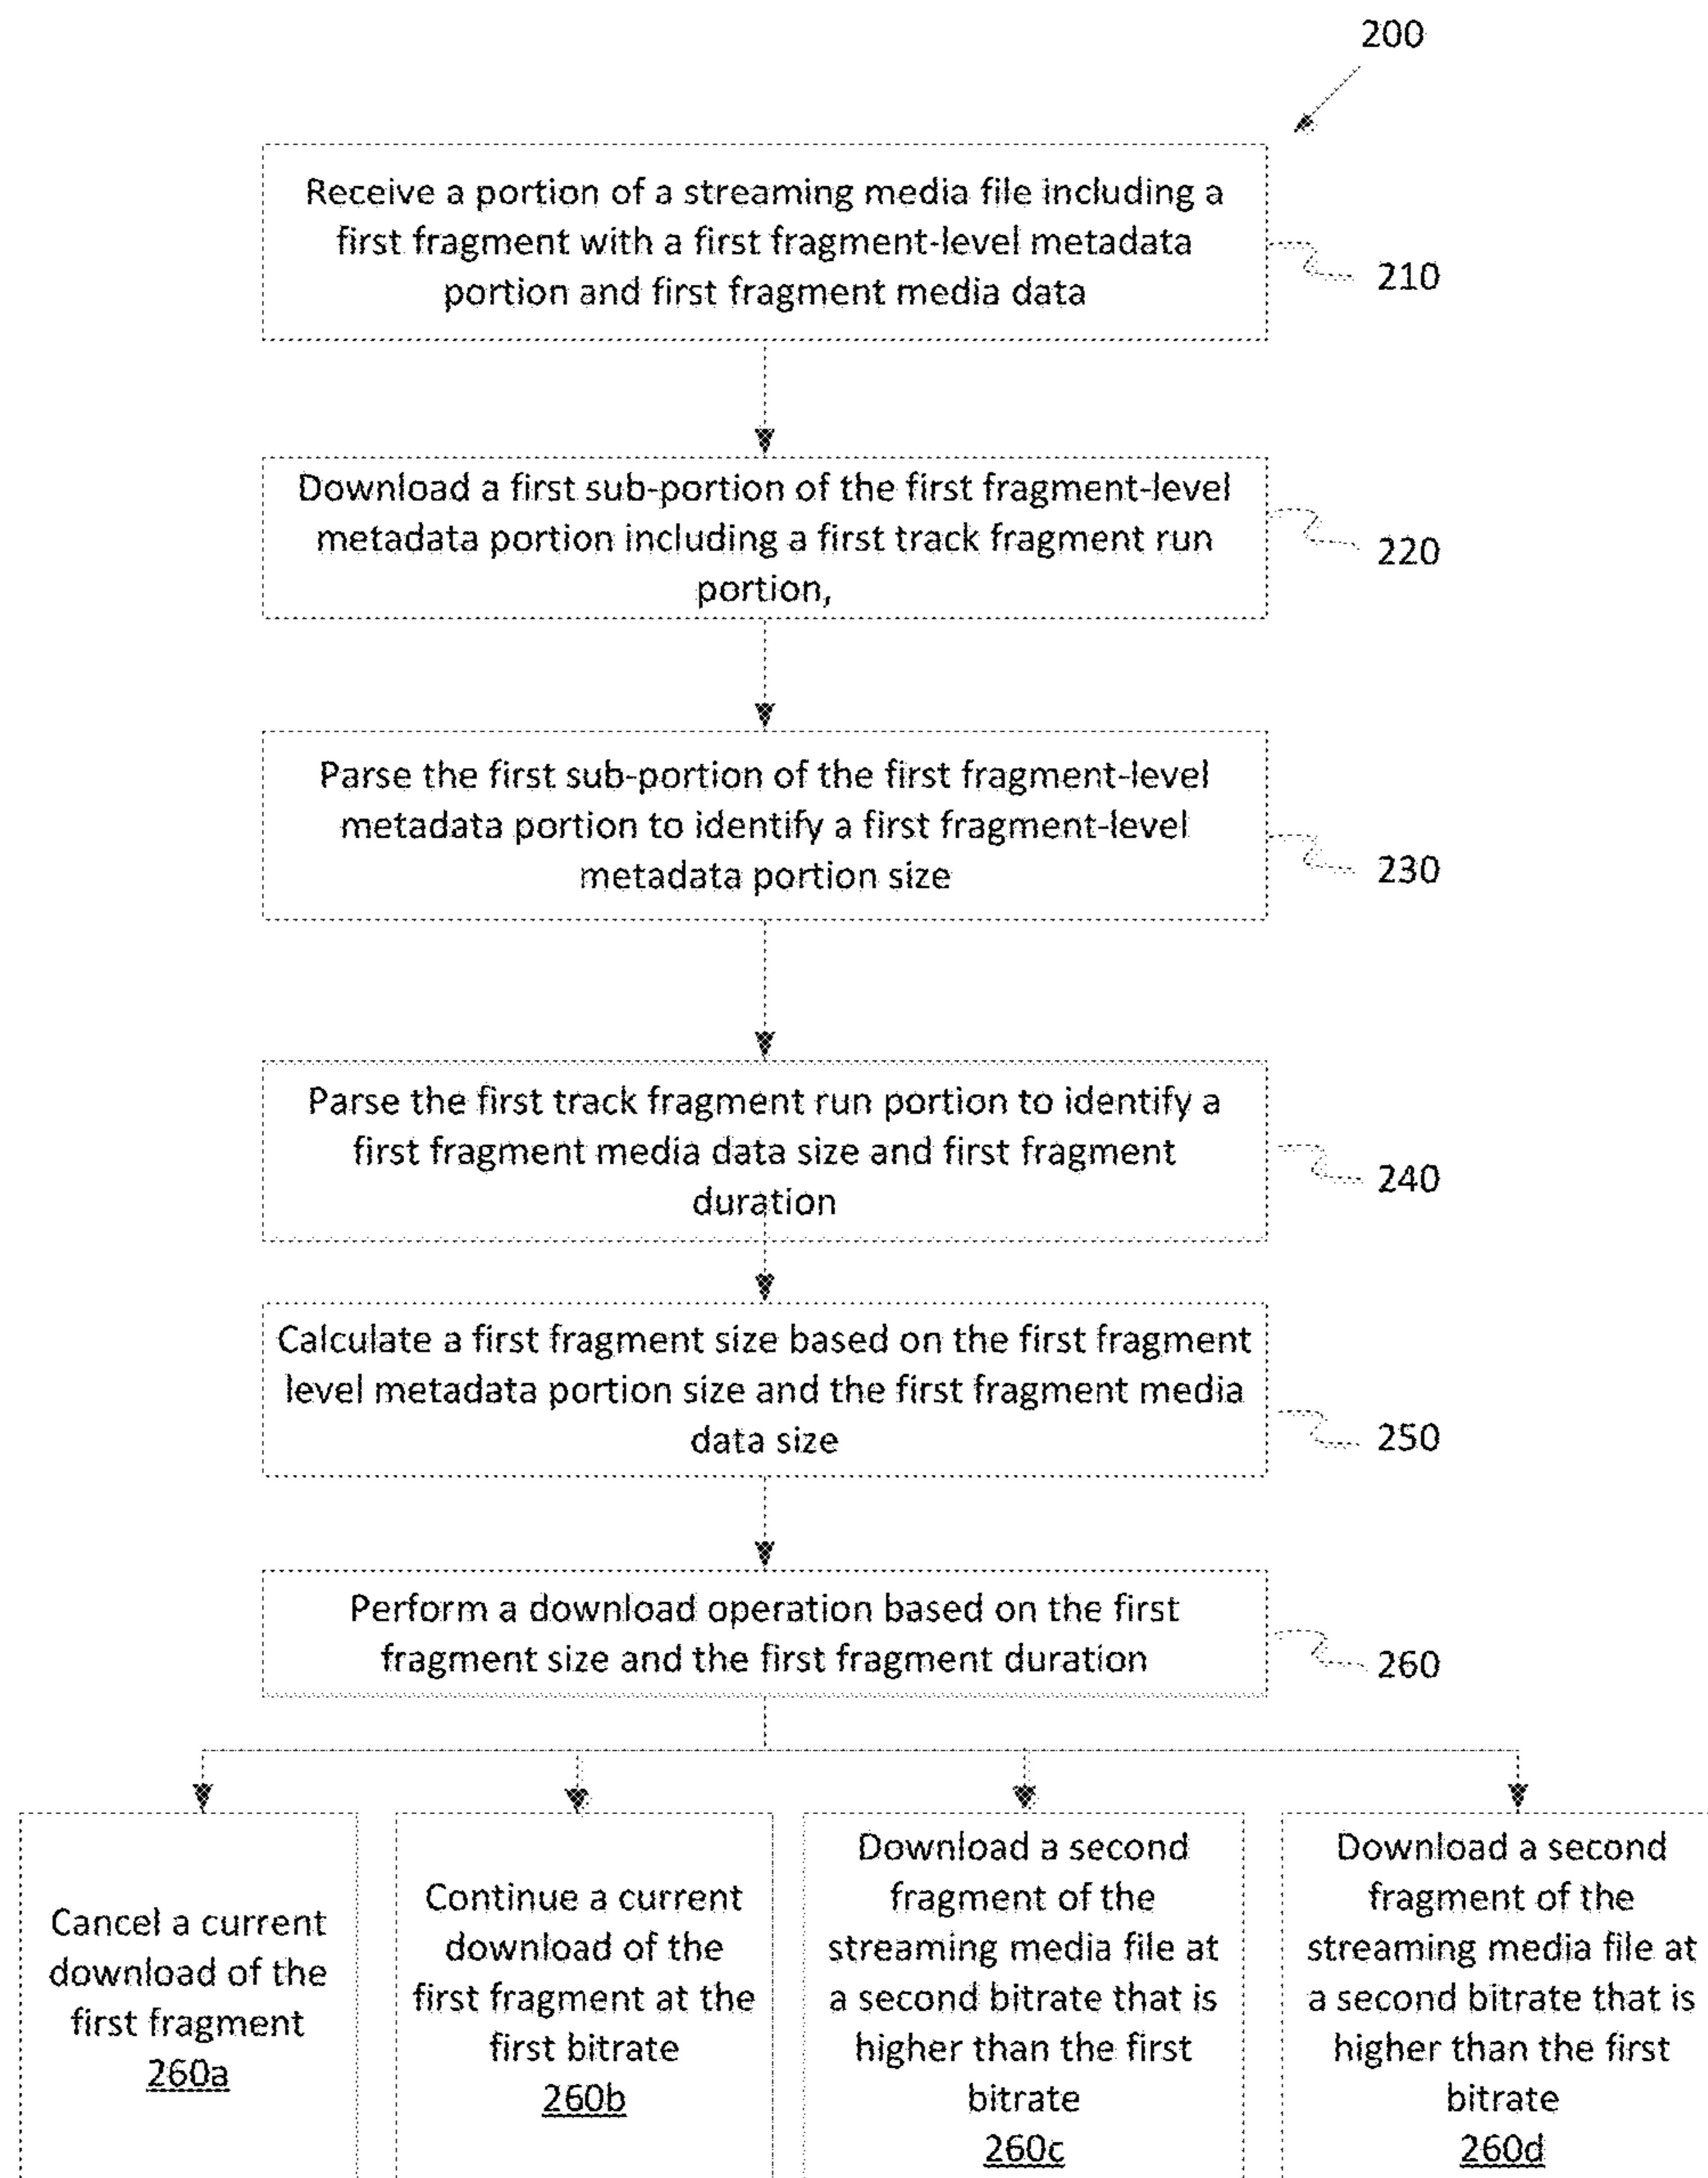 200
Receive a portion of a streaming media file including a
first fragment with a first fragment-level metadata
portion and first fragment media data
210
Download a first sub-portion of the first fragment-level
metadata portion including a first track fragment run
portion,
220
Parse the first sub-portion of the first fragment-level
metadata portion to identify a first fragment-level
metadata portion size
230
Parse the first track fragment run portion to identify a
first fragment media data size and first fragment
duration
240
Calculate a first fragment size based on the first fragment
level metadata portion size and the first fragment media
data size
250
Perform a download operation based on the first
fragment size and the first fragment duration
260
Cancel a current
download of the
first fragment
260a
Continue a current
download of the
first fragment at the
first bitrate
260b
Download a second
fragment of the
streaming media file at
a second bitrate that is
higher than the first
bitrate
260c
Download a second
fragment of the
streaming media file at
a second bitrate that is
higher than the first
bitrate
260d